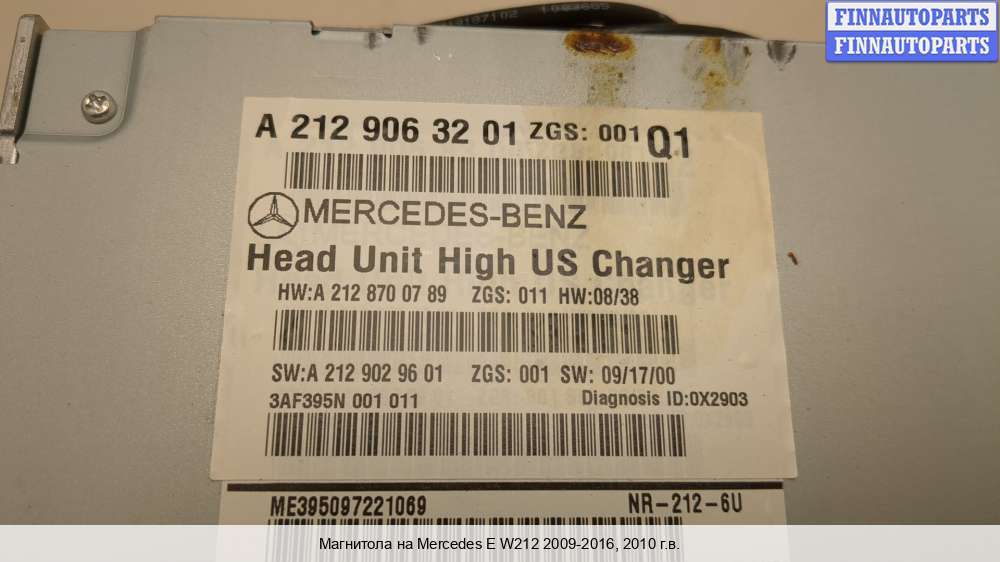 FINNAUTOPARTS
FINNAUTOPARTS
A 212 906 32 01 ZGS: 001 Q1
MERCEDES-BENZ
Head Unit High US Changer
HW:A 212 870 07 89 ZGS: 011 HW:08/38
SW:A 212 902 96 01 ZGS: 001 SW: 09/17/00
3AF395N 001 011 Diagnosis ID:0X2903
ME395097221069 NR-212-6U
Магнитола на Mercedes E W212 2009-2016, 2010 г.в.